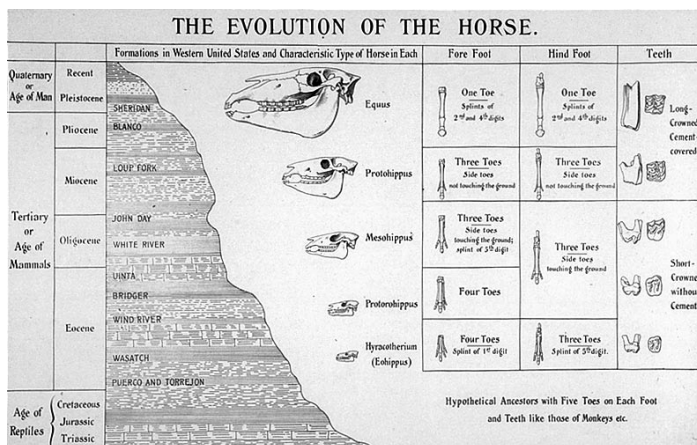 THE EVOLUTION OF THE HORSE.
Formations in Western United States and Characteristic Type of Horse in Each
Fore Foot
Hind Foot
Teeth
Quaternary
or
Age of Man
Recent
Pleistocene
SHERIDAN
Equus
One Toe
Splints of
2nd and 4th digits
One Toe
Splints of
2nd and 4th digits
Long-
Crowned,
Cement-
covered
Tertiary
or
Age of
Mammals
Pliocene
BLANCO
Miocene
LOUP FORK
Protohippus
Three Toes
Side toes
not touching the ground
Three Toes
Side toes
not touching the ground
Oligocene
JOHN DAY
WHITE RIVER
Mesohippus
Three Toes
Side toes
touching the ground;
splint of 5th digit
Three Toes
Side toes
touching the ground
Short-
Crowned
without
Cement
Eocene
UINTA
BRIDGER
WIND RIVER
WASATCH
PUERCO AND TORREJON
Protorohippus
Four Toes
Hyracotherium
(Eohippus)
Four Toes
Splint of 1st digit
Three Toes
Splint of 5th digit.
Age of
Reptiles
Cretaceous
Jurassic
Triassic
Hypothetical Ancestors with Five Toes on Each Foot
and Teeth like those of Monkeys etc.